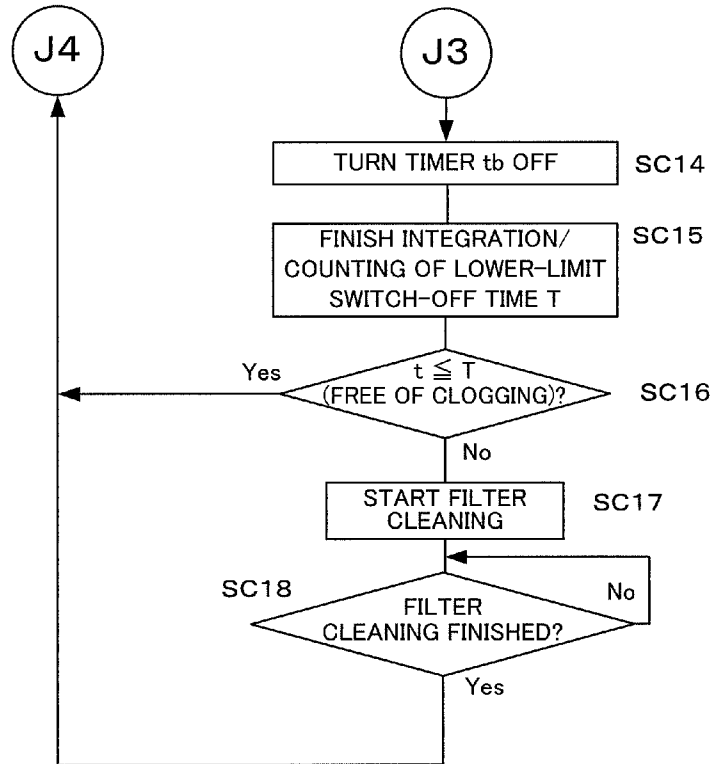 J4
J3
TURN TIMER tb OFF
SC14
FINISH INTEGRATION/
COUNTING OF LOWER-LIMIT
SWITCH-OFF TIME T
SC15
Yes
t ≦ T
(FREE OF CLOGGING)?
SC16
No
START FILTER
CLEANING
SC17
SC18
No
FILTER
CLEANING FINISHED?
Yes